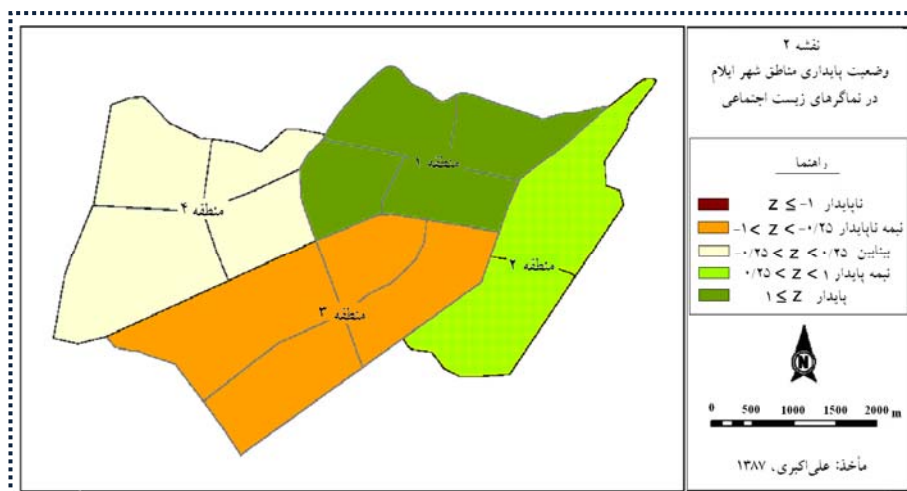 نقشه ۲
وضعیت پایداری مناطق شهر ایلام
در نماگرهای زیست اجتماعی
راهنما
ناپایدار Z ≤ -۱
نیمه ناپایدار -۱ < Z < -۰/۲۵
بینابین -۰/۲۵ < Z < ۰/۲۵
نیمه پایدار ۰/۲۵ < Z < ۱
پایدار ۱ ≤ Z
N
0 500 1000 1500 2000 m
مأخذ: علی‌اکبری، ۱۳۸۷
منطقه ۱
منطقه ۴
منطقه ۲
منطقه ۳